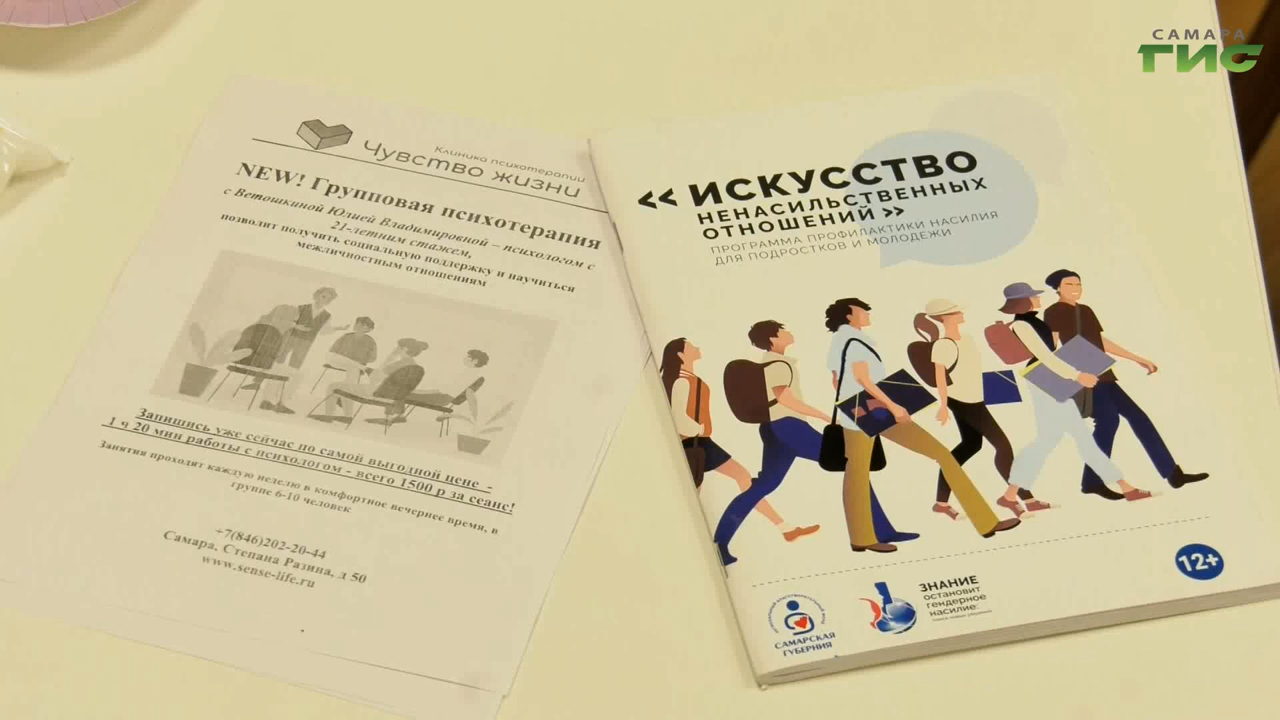 САМАРА
ГИС
Клиника психотерапии
Чувство жизни
NEW! Групповая психотерапия
с Ветошкиной Юлией Владимировной – психологом с
21-летним стажем,
позволит получить социальную поддержку и научиться
межличностным отношениям
Запишись уже сейчас по самой выгодной цене -
1 ч 20 мин работы с психологом - всего 1500 р за сеанс!
Занятия проходят каждую неделю в комфортное вечернее время, в
группе 6-10 человек
+7(846)202-20-44
Самара, Степана Разина, д 50
www.sense-life.ru
« ИСКУССТВО
НЕНАСИЛЬСТВЕННЫХ
ОТНОШЕНИЙ »
ПРОГРАММА ПРОФИЛАКТИКИ НАСИЛИЯ
ДЛЯ ПОДРОСТКОВ И МОЛОДЕЖИ
12+
САМАРСКАЯ
ГУБЕРНИЯ
ЗНАНИЕ
остановит
гендерное
насилие: